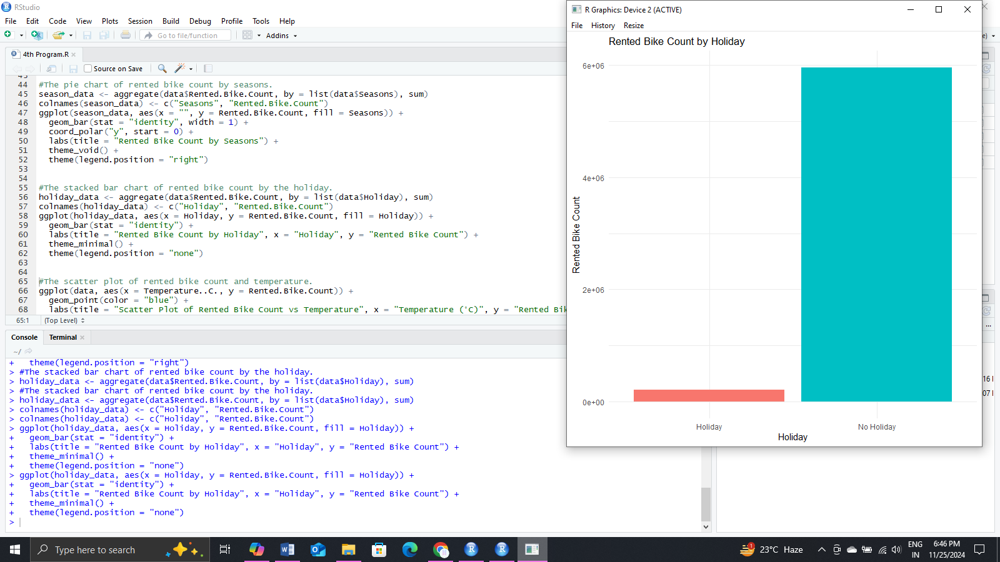 RStudio
File Edit Code View Plots Session Build Debug Profile Tools Help
Go to file/function
Addins
4th Program.R
Source on Save
44 #The pie chart of rented bike count by seasons.
45 season_data <- aggregate(data$Rented.Bike.Count, by = list(data$Seasons), sum)
46 colnames(season_data) <- c("Seasons", "Rented.Bike.Count")
47 ggplot(season_data, aes(x = "", y = Rented.Bike.Count, fill = Seasons)) +
48 geom_bar(stat = "identity", width = 1) +
49 coord_polar("y", start = 0) +
50 labs(title = "Rented Bike Count by Seasons") +
51 theme_void() +
52 theme(legend.position = "right")
53
54
55 #The stacked bar chart of rented bike count by the holiday.
56 holiday_data <- aggregate(data$Rented.Bike.Count, by = list(data$Holiday), sum)
57 colnames(holiday_data) <- c("Holiday", "Rented.Bike.Count")
58 ggplot(holiday_data, aes(x = Holiday, y = Rented.Bike.Count, fill = Holiday)) +
59 geom_bar(stat = "identity") +
60 labs(title = "Rented Bike Count by Holiday", x = "Holiday", y = "Rented Bike Count") +
61 theme_minimal() +
62 theme(legend.position = "none")
63
64
65 #The scatter plot of rented bike count and temperature.
66 ggplot(data, aes(x = Temperature..C., y = Rented.Bike.Count)) +
67 geom_point(color = "blue") +
68 labs(title = "Scatter Plot of Rented Bike Count vs Temperature", x = "Temperature (°C)", y = "Rented Bik
65:1 (Top Level)
Console Terminal
~/
+ theme(legend.position = "right")
> #The stacked bar chart of rented bike count by the holiday.
> holiday_data <- aggregate(data$Rented.Bike.Count, by = list(data$Holiday), sum)
> #The stacked bar chart of rented bike count by the holiday.
> holiday_data <- aggregate(data$Rented.Bike.Count, by = list(data$Holiday), sum)
> colnames(holiday_data) <- c("Holiday", "Rented.Bike.Count")
> colnames(holiday_data) <- c("Holiday", "Rented.Bike.Count")
> ggplot(holiday_data, aes(x = Holiday, y = Rented.Bike.Count, fill = Holiday)) +
+ geom_bar(stat = "identity") +
+ labs(title = "Rented Bike Count by Holiday", x = "Holiday", y = "Rented Bike Count") +
+ theme_minimal() +
+ theme(legend.position = "none")
> ggplot(holiday_data, aes(x = Holiday, y = Rented.Bike.Count, fill = Holiday)) +
+ geom_bar(stat = "identity") +
+ labs(title = "Rented Bike Count by Holiday", x = "Holiday", y = "Rented Bike Count") +
+ theme_minimal() +
+ theme(legend.position = "none")
>
R Graphics: Device 2 (ACTIVE)
File History Resize
Rented Bike Count by Holiday
6e+06
4e+06
2e+06
0e+00
Rented Bike Count
Holiday No Holiday
Holiday
Type here to search
1
23°C Haze
ENG
IN
6:46 PM
11/25/2024